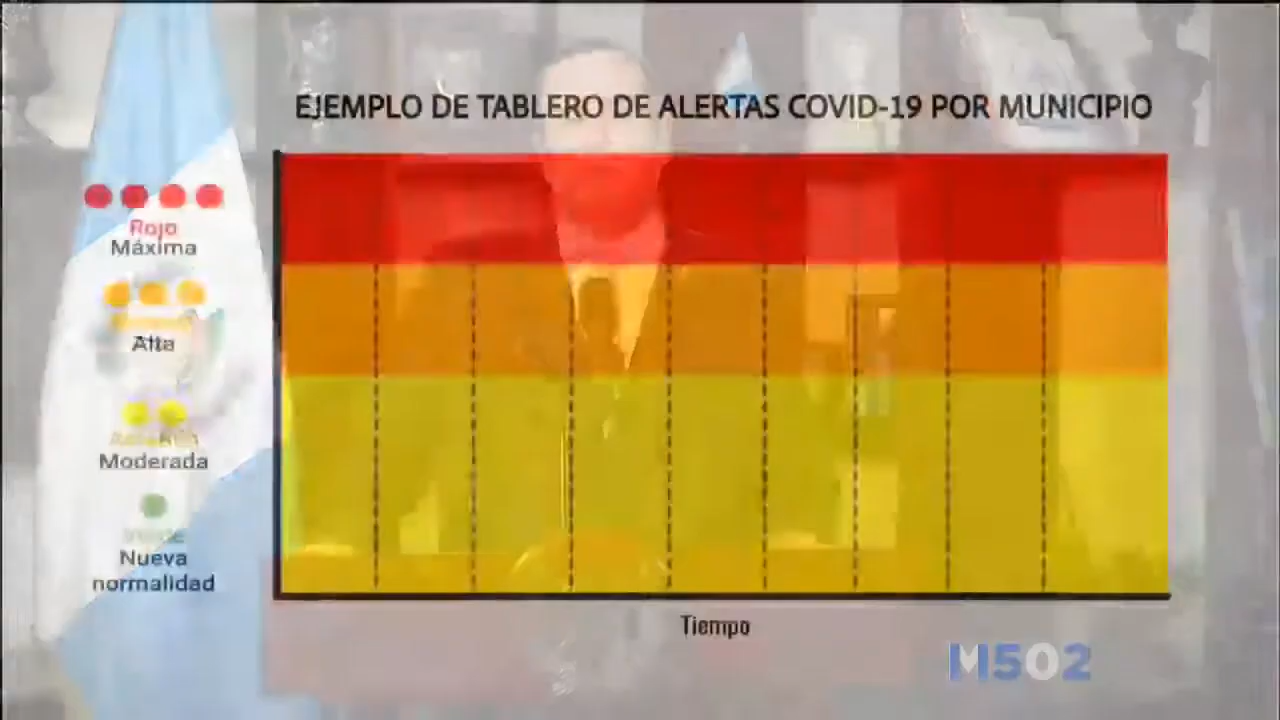 EJEMPLO DE TABLERO DE ALERTAS COVID-19 POR MUNICIPIO
Rojo
Máxima
Alta
Moderada
Nueva
normalidad
Tiempo
M502